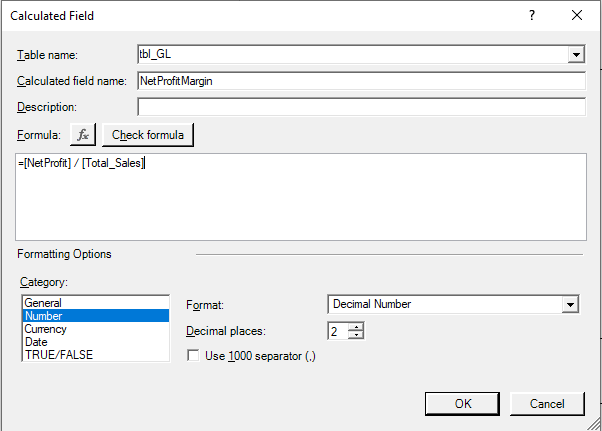 Calculated Field
Table name: tbl_GL
Calculated field name: NetProfitMargin
Description:
Formula: fx Check formula
=[NetProfit] / [Total_Sales]
Formatting Options
Category:
General
Number
Currency
Date
TRUE/FALSE
Format: Decimal Number
Decimal places: 2
Use 1000 separator (,)
OK Cancel